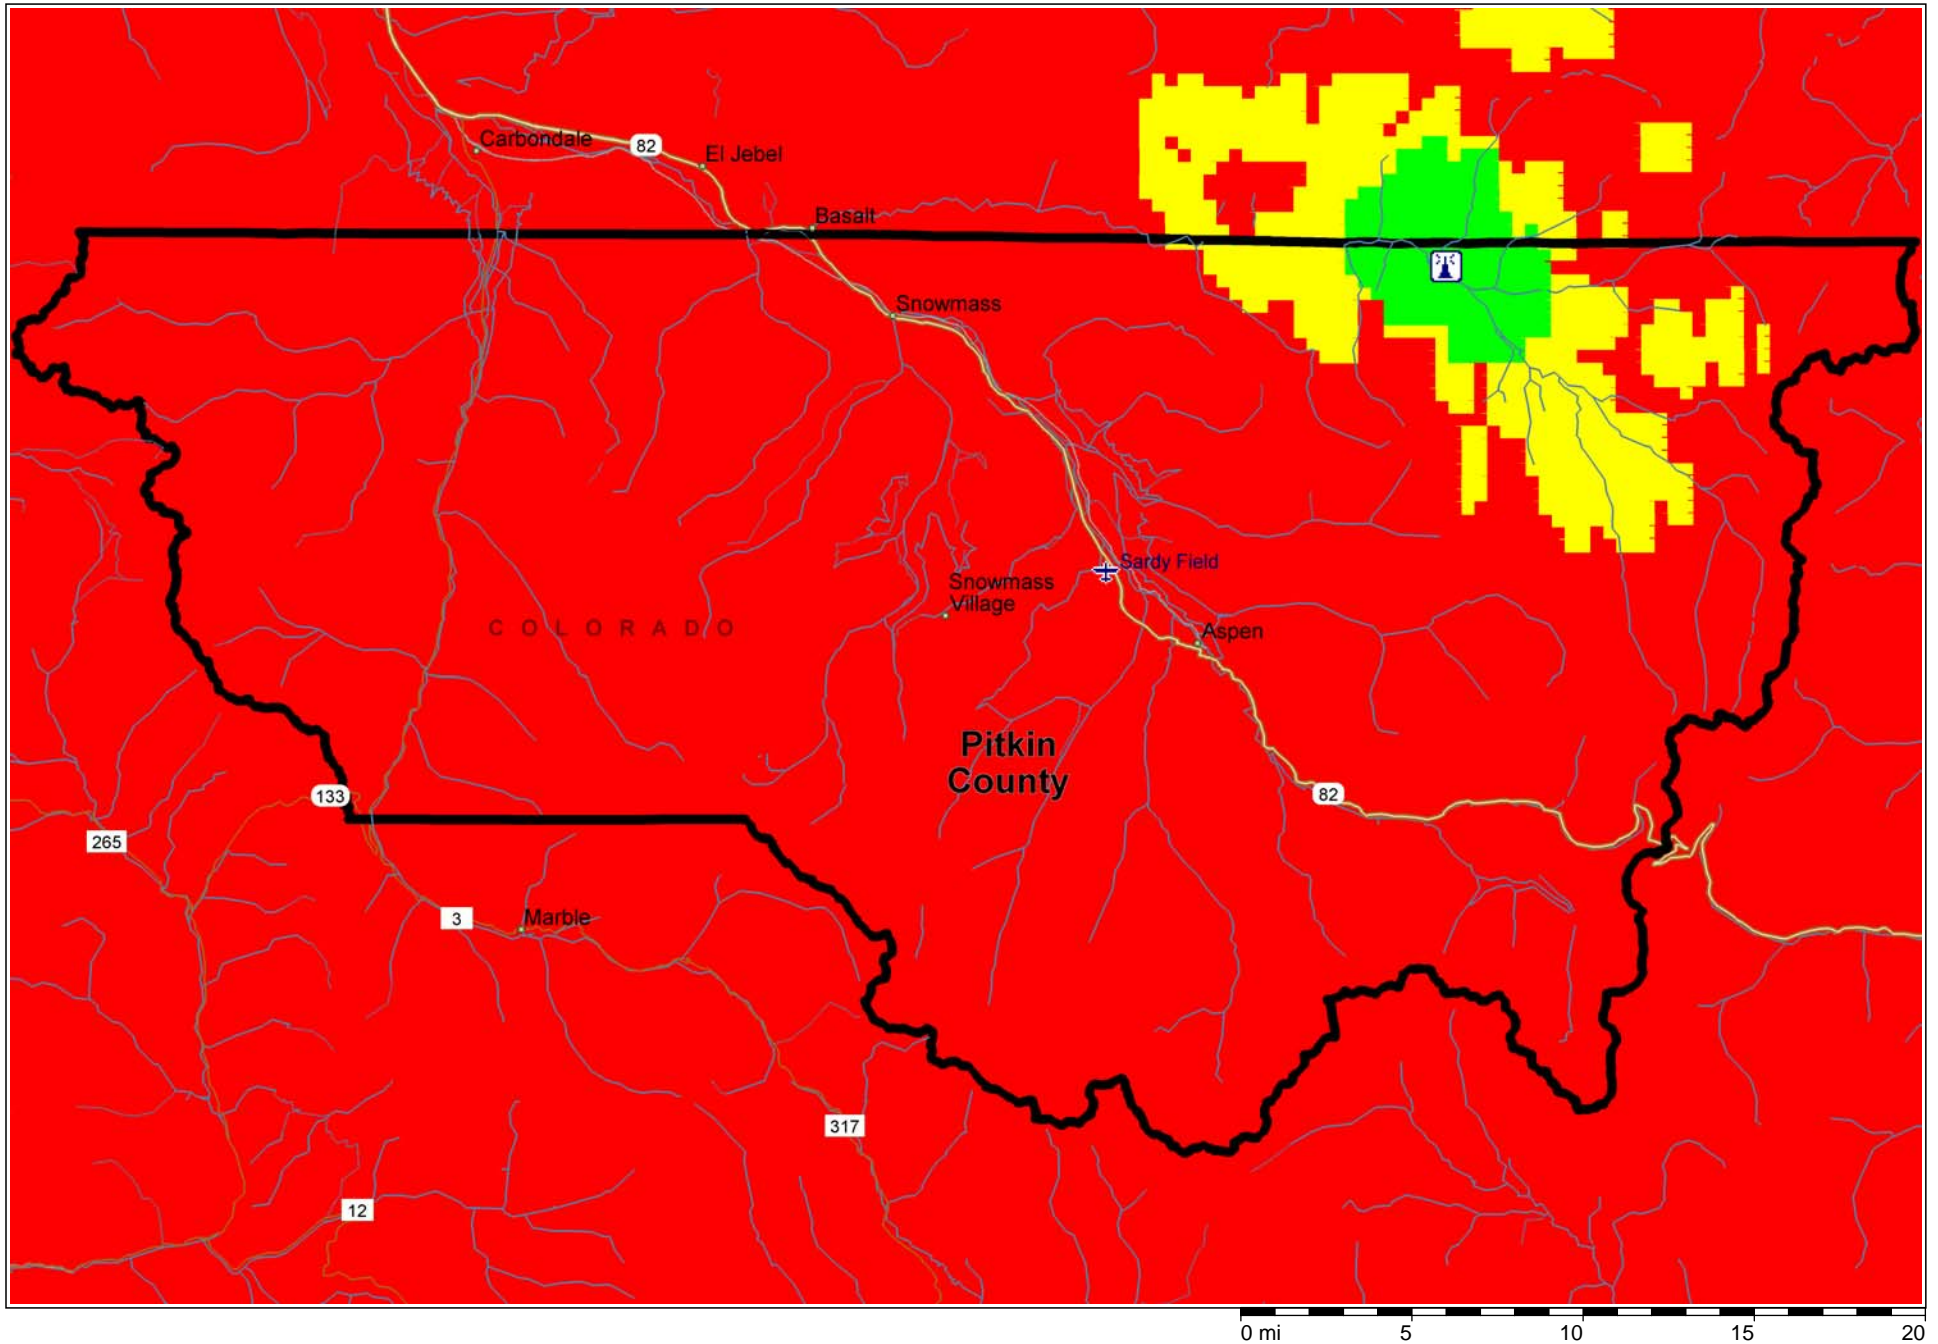 Carbondale
82
El Jebel
Basalt
Snowmass
Sardy Field
Snowmass
Village
COLORADO
Aspen
Pitkin
County
133
82
265
3
Marble
317
12
0 mi 5 10 15 20